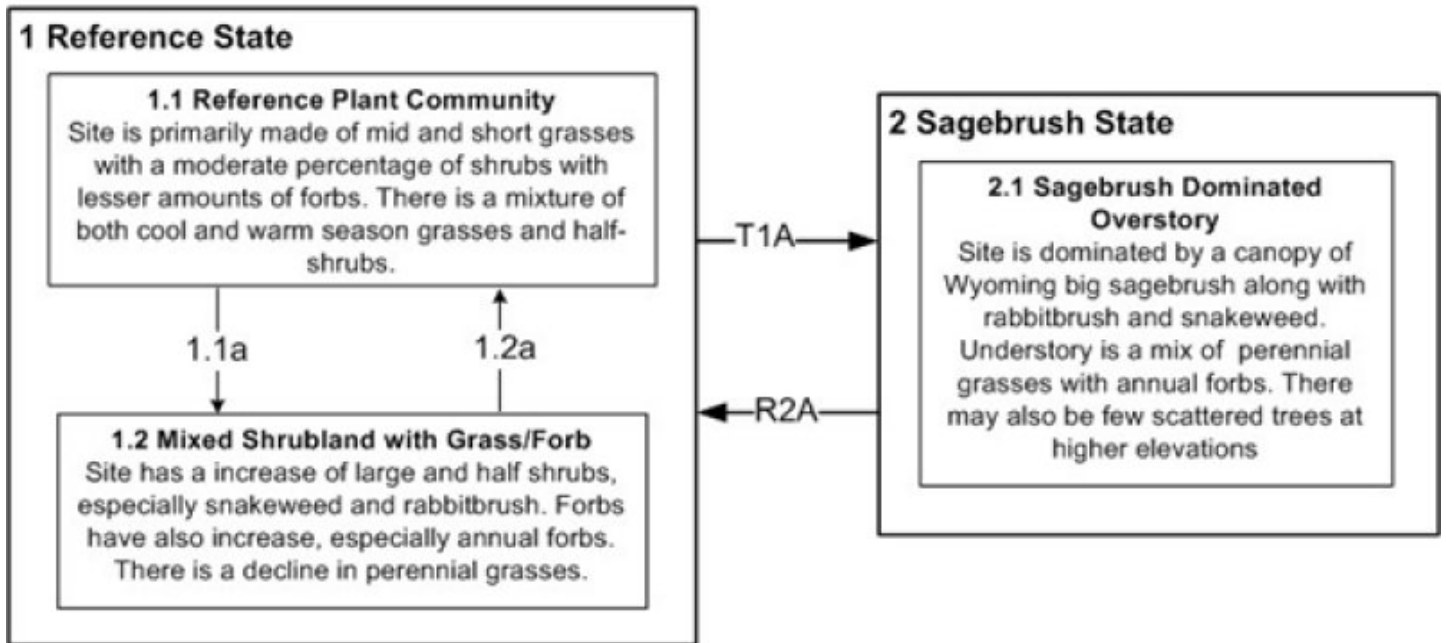 1 Reference State
1.1 Reference Plant Community
Site is primarily made of mid and short grasses
with a moderate percentage of shrubs with
lesser amounts of forbs. There is a mixture of
both cool and warm season grasses and half-
shrubs.
1.1a
1.2a
1.2 Mixed Shrubland with Grass/Forb
Site has a increase of large and half shrubs,
especially snakeweed and rabbitbrush. Forbs
have also increase, especially annual forbs.
There is a decline in perennial grasses.
T1A
R2A
2 Sagebrush State
2.1 Sagebrush Dominated
Overstory
Site is dominated by a canopy of
Wyoming big sagebrush along with
rabbitbrush and snakeweed.
Understory is a mix of perennial
grasses with annual forbs. There
may also be few scattered trees at
higher elevations